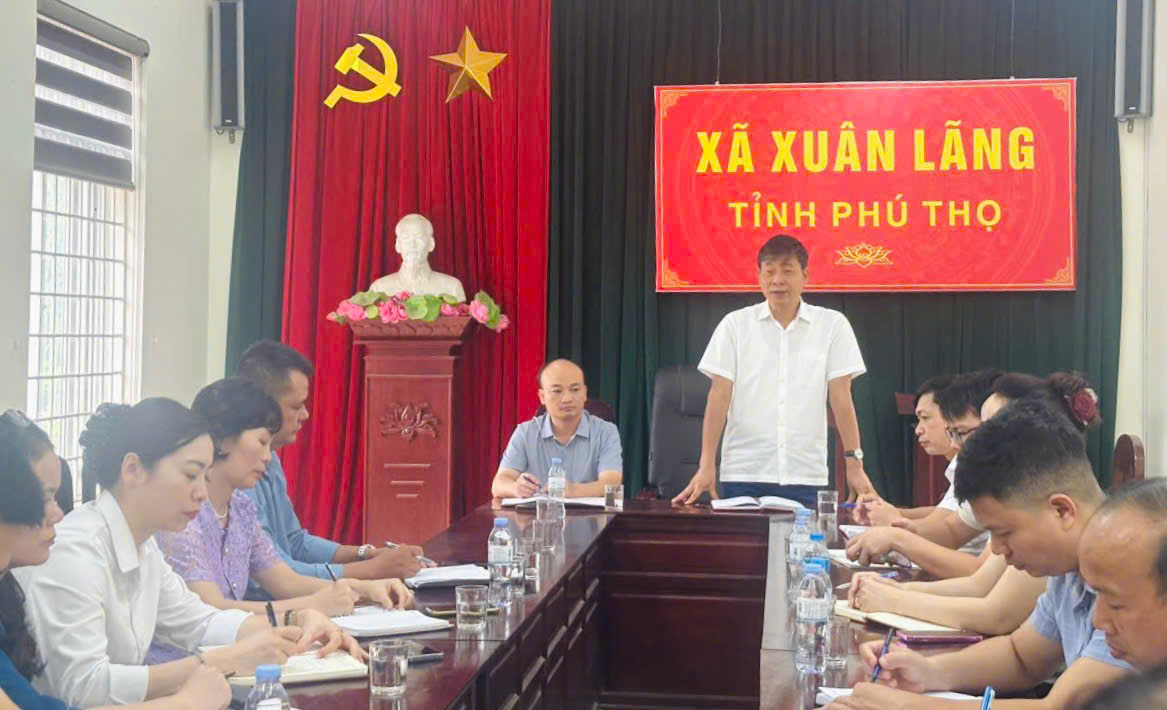 XÃ XUÂN LÃNG
TỈNH PHÚ THỌ